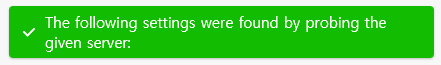 The following settings were found by probing the
given server: